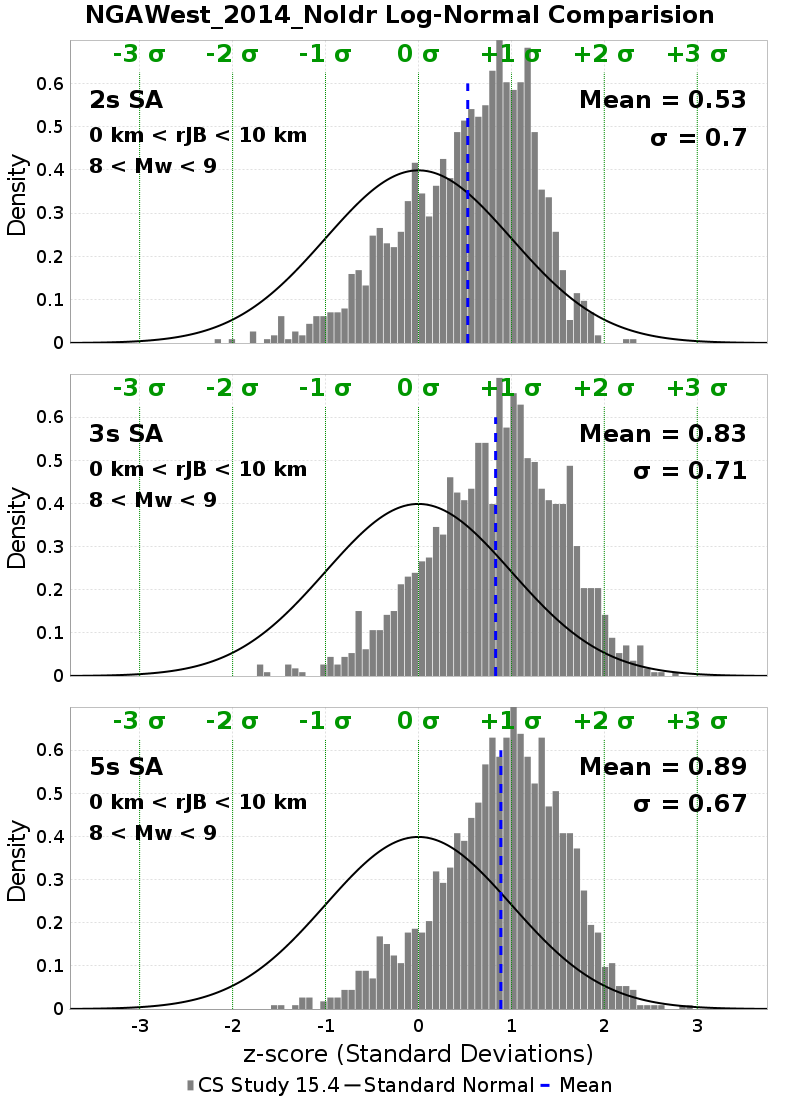 NGAWest_2014_NoIdr Log-Normal Comparision
-3 σ -2 σ -1 σ 0 σ +1 σ +2 σ +3 σ
2s SA
0 km < rJB < 10 km
8 < Mw < 9
Mean = 0.53
σ = 0.7
Density
0.6
0.5
0.4
0.3
0.2
0.1
0
-3 σ -2 σ -1 σ 0 σ +1 σ +2 σ +3 σ
3s SA
0 km < rJB < 10 km
8 < Mw < 9
Mean = 0.83
σ = 0.71
Density
0.6
0.5
0.4
0.3
0.2
0.1
0
-3 σ -2 σ -1 σ 0 σ +1 σ +2 σ +3 σ
5s SA
0 km < rJB < 10 km
8 < Mw < 9
Mean = 0.89
σ = 0.67
Density
0.6
0.5
0.4
0.3
0.2
0.1
0
-3 -2 -1 0 1 2 3
z-score (Standard Deviations)
CS Study 15.4 Standard Normal Mean